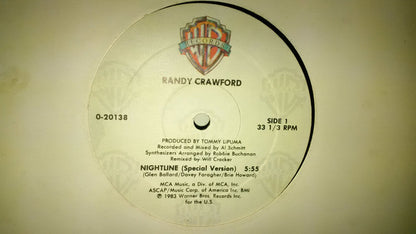 WB
RECORDS
RANDY CRAWFORD
0-20138
SIDE 1
33 1/3 RPM
PRODUCED BY TOMMY LIPUMA
Recorded and Mixed by Al Schmitt
Synthesizers Arranged by Robbie Buchanan
Remixed by Will Crocker
NIGHTLINE (Special Version) 5:55
(Glen Ballard/Davey Faragher/Brie Howard)
MCA Music, a Div. of MCA, Inc.
ASCAP/Music Corp. of America Inc. BMI
© 1983 Warner Bros. Records Inc.
for the U.S.